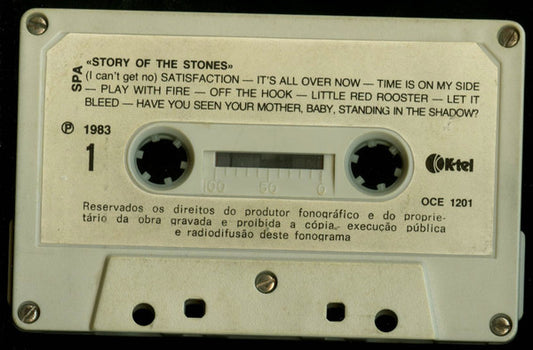 «STORY OF THE STONES»
SPA
(I can't get no) SATISFACTION — IT'S ALL OVER NOW — TIME IS ON MY SIDE
— PLAY WITH FIRE — OFF THE HOOK — LITTLE RED ROOSTER — LET IT
BLEED — HAVE YOU SEEN YOUR MOTHER, BABY, STANDING IN THE SHADOW?
℗ 1983
1
K-tel
100 50 0
OCE 1201
Reservados os direitos do produtor fonográfico e do proprie-
tário da obra gravada e proibida a cópia, execução pública
e radiodifusão deste fonograma